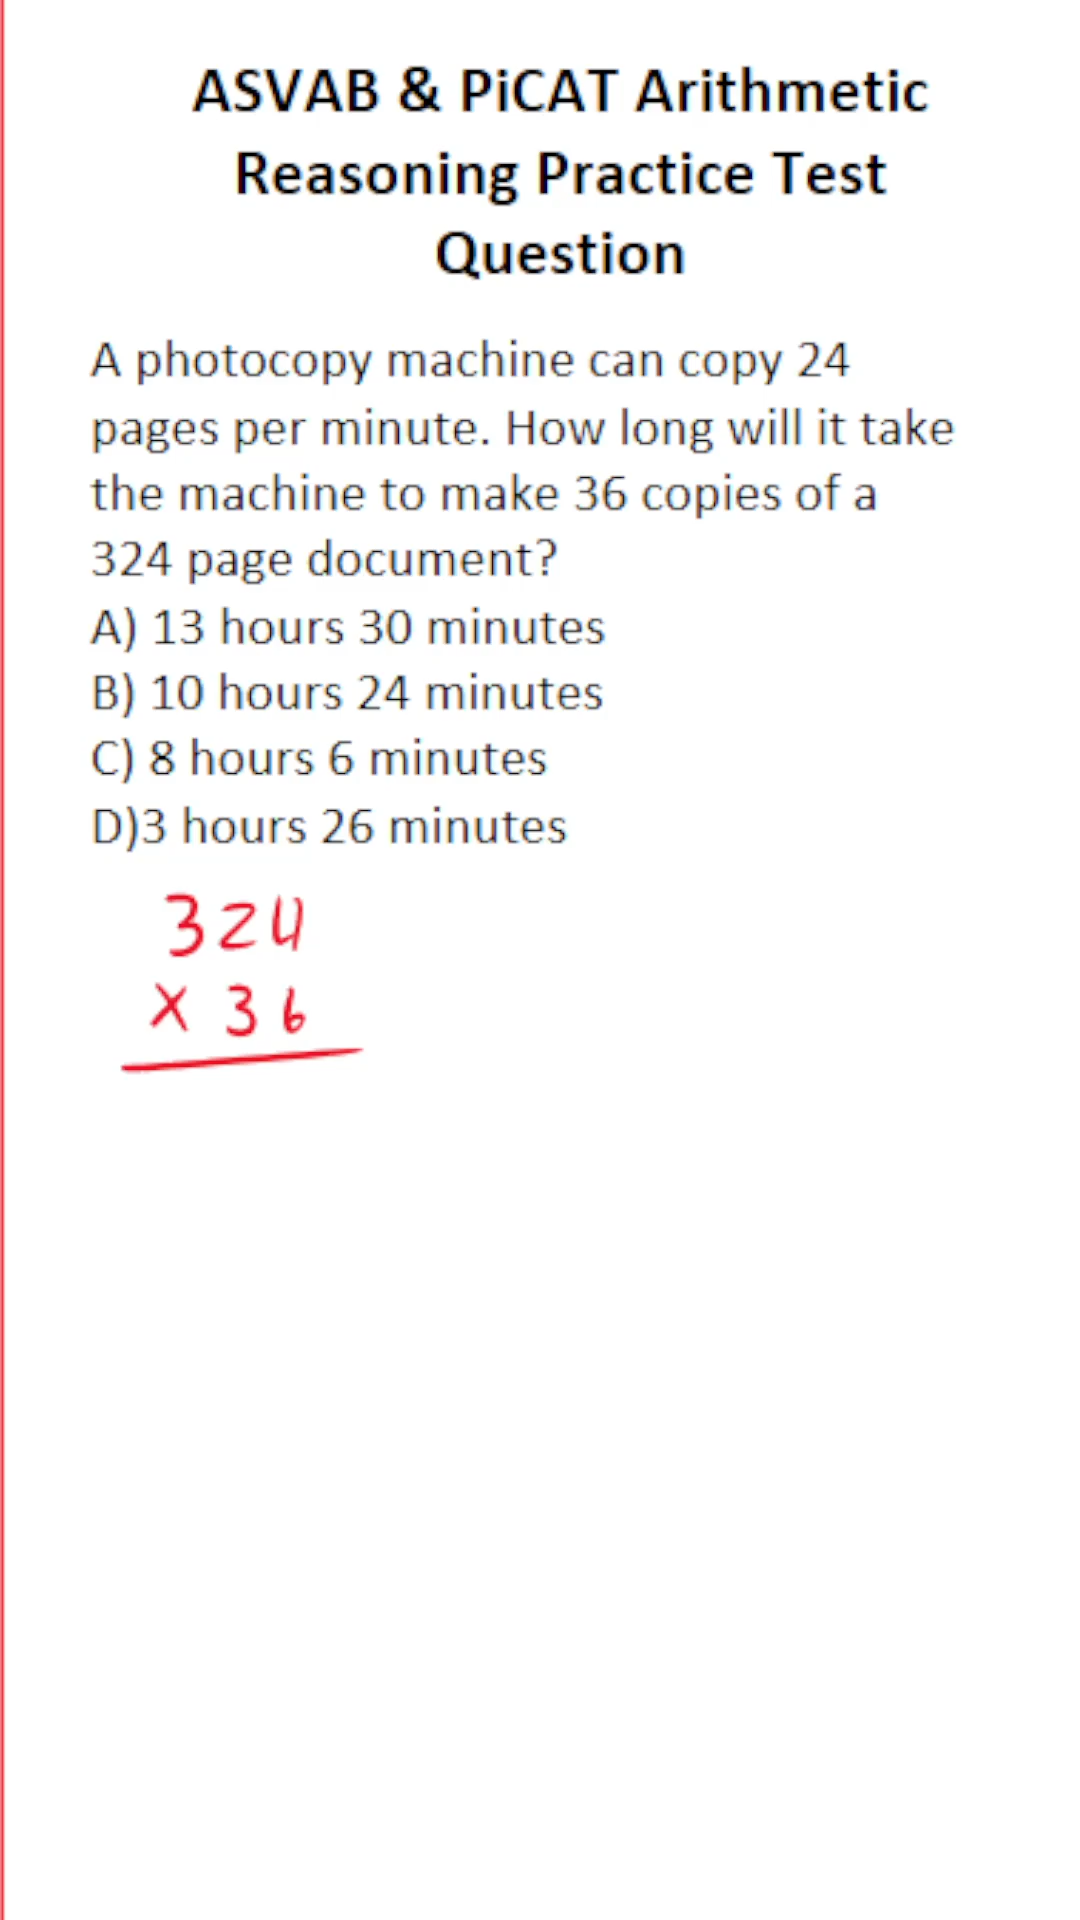 ASVAB & PiCAT Arithmetic
Reasoning Practice Test
Question
A photocopy machine can copy 24
pages per minute. How long will it take
the machine to make 36 copies of a
324 page document?
A) 13 hours 30 minutes
B) 10 hours 24 minutes
C) 8 hours 6 minutes
D)3 hours 26 minutes
324
x 36